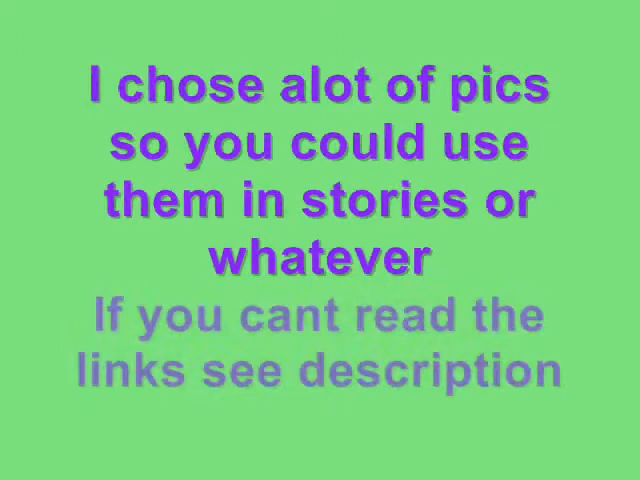 I chose alot of pics
so you could use
them in stories or
whatever
If you cant read the
links see description